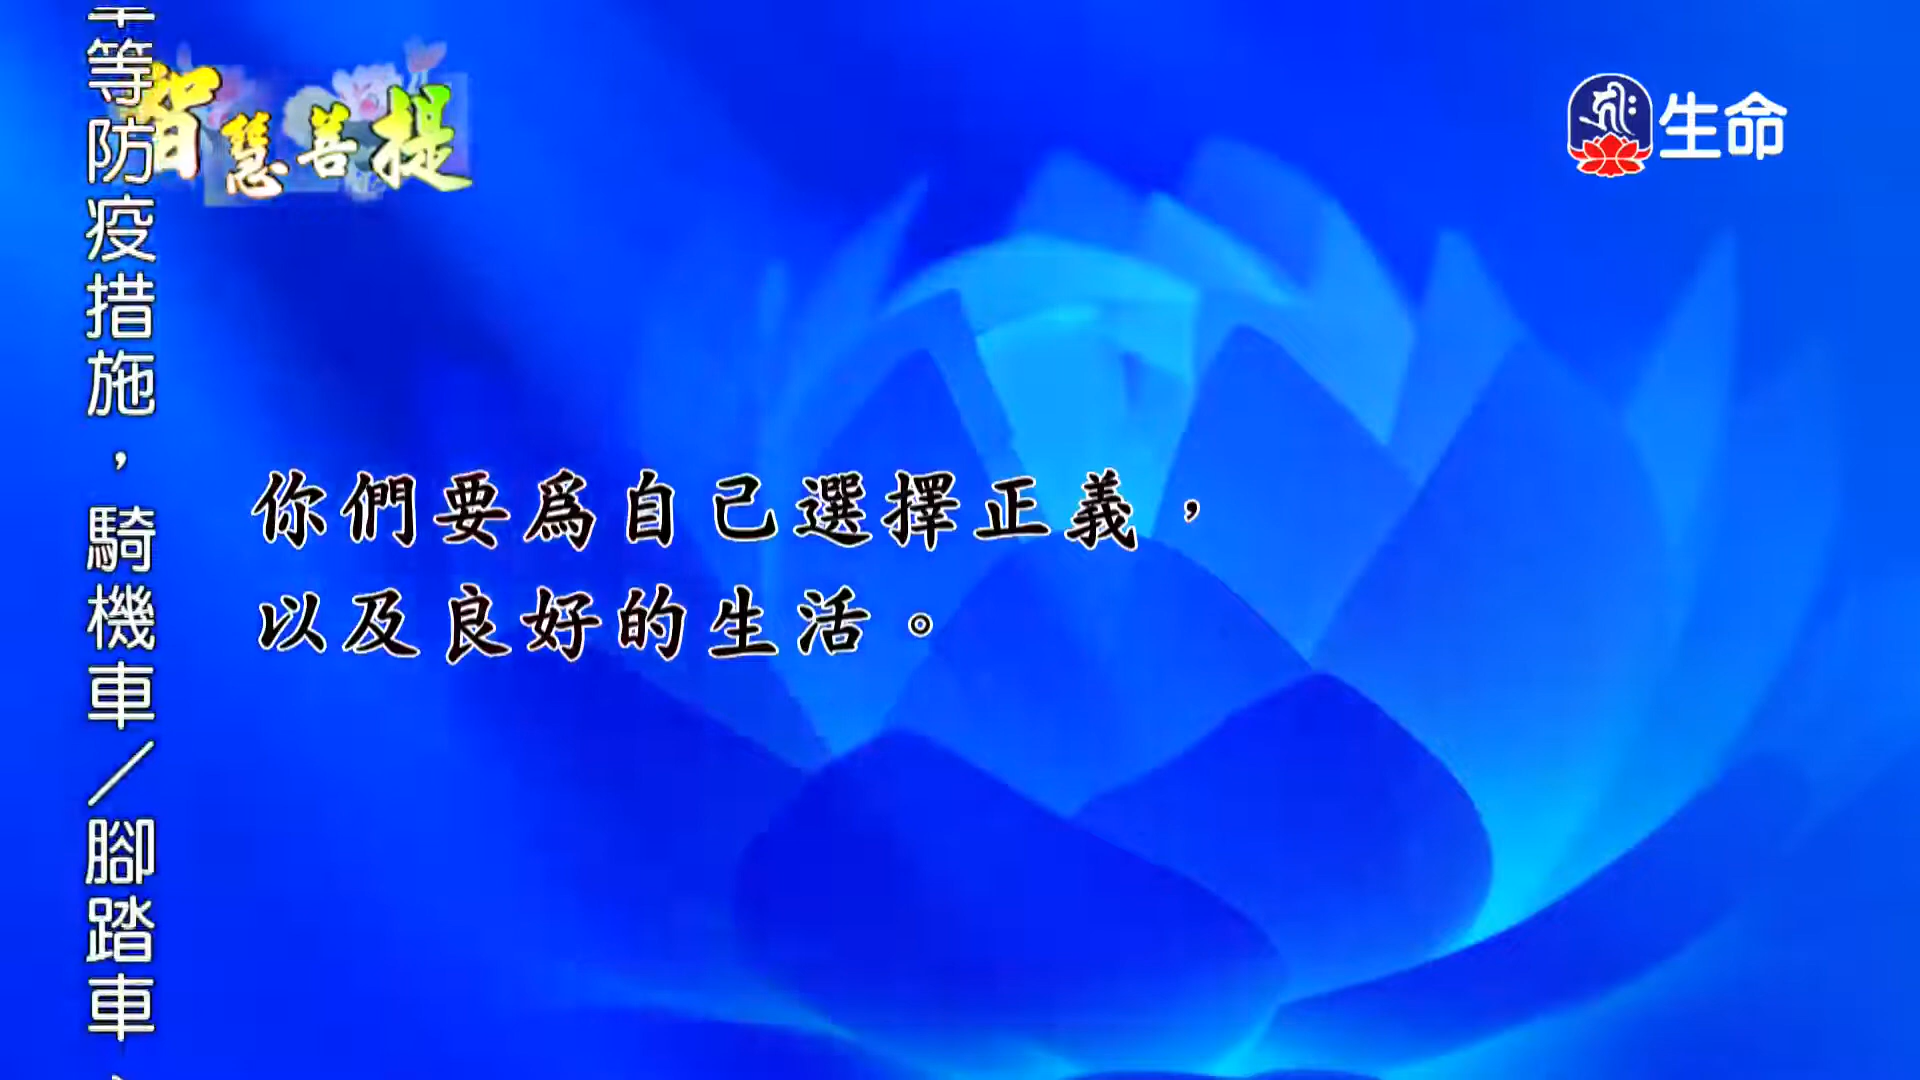 等防疫措施，騎機車／腳踏車
智慧菩提
生命
你們要爲自己選擇正義，
以及良好的生活。